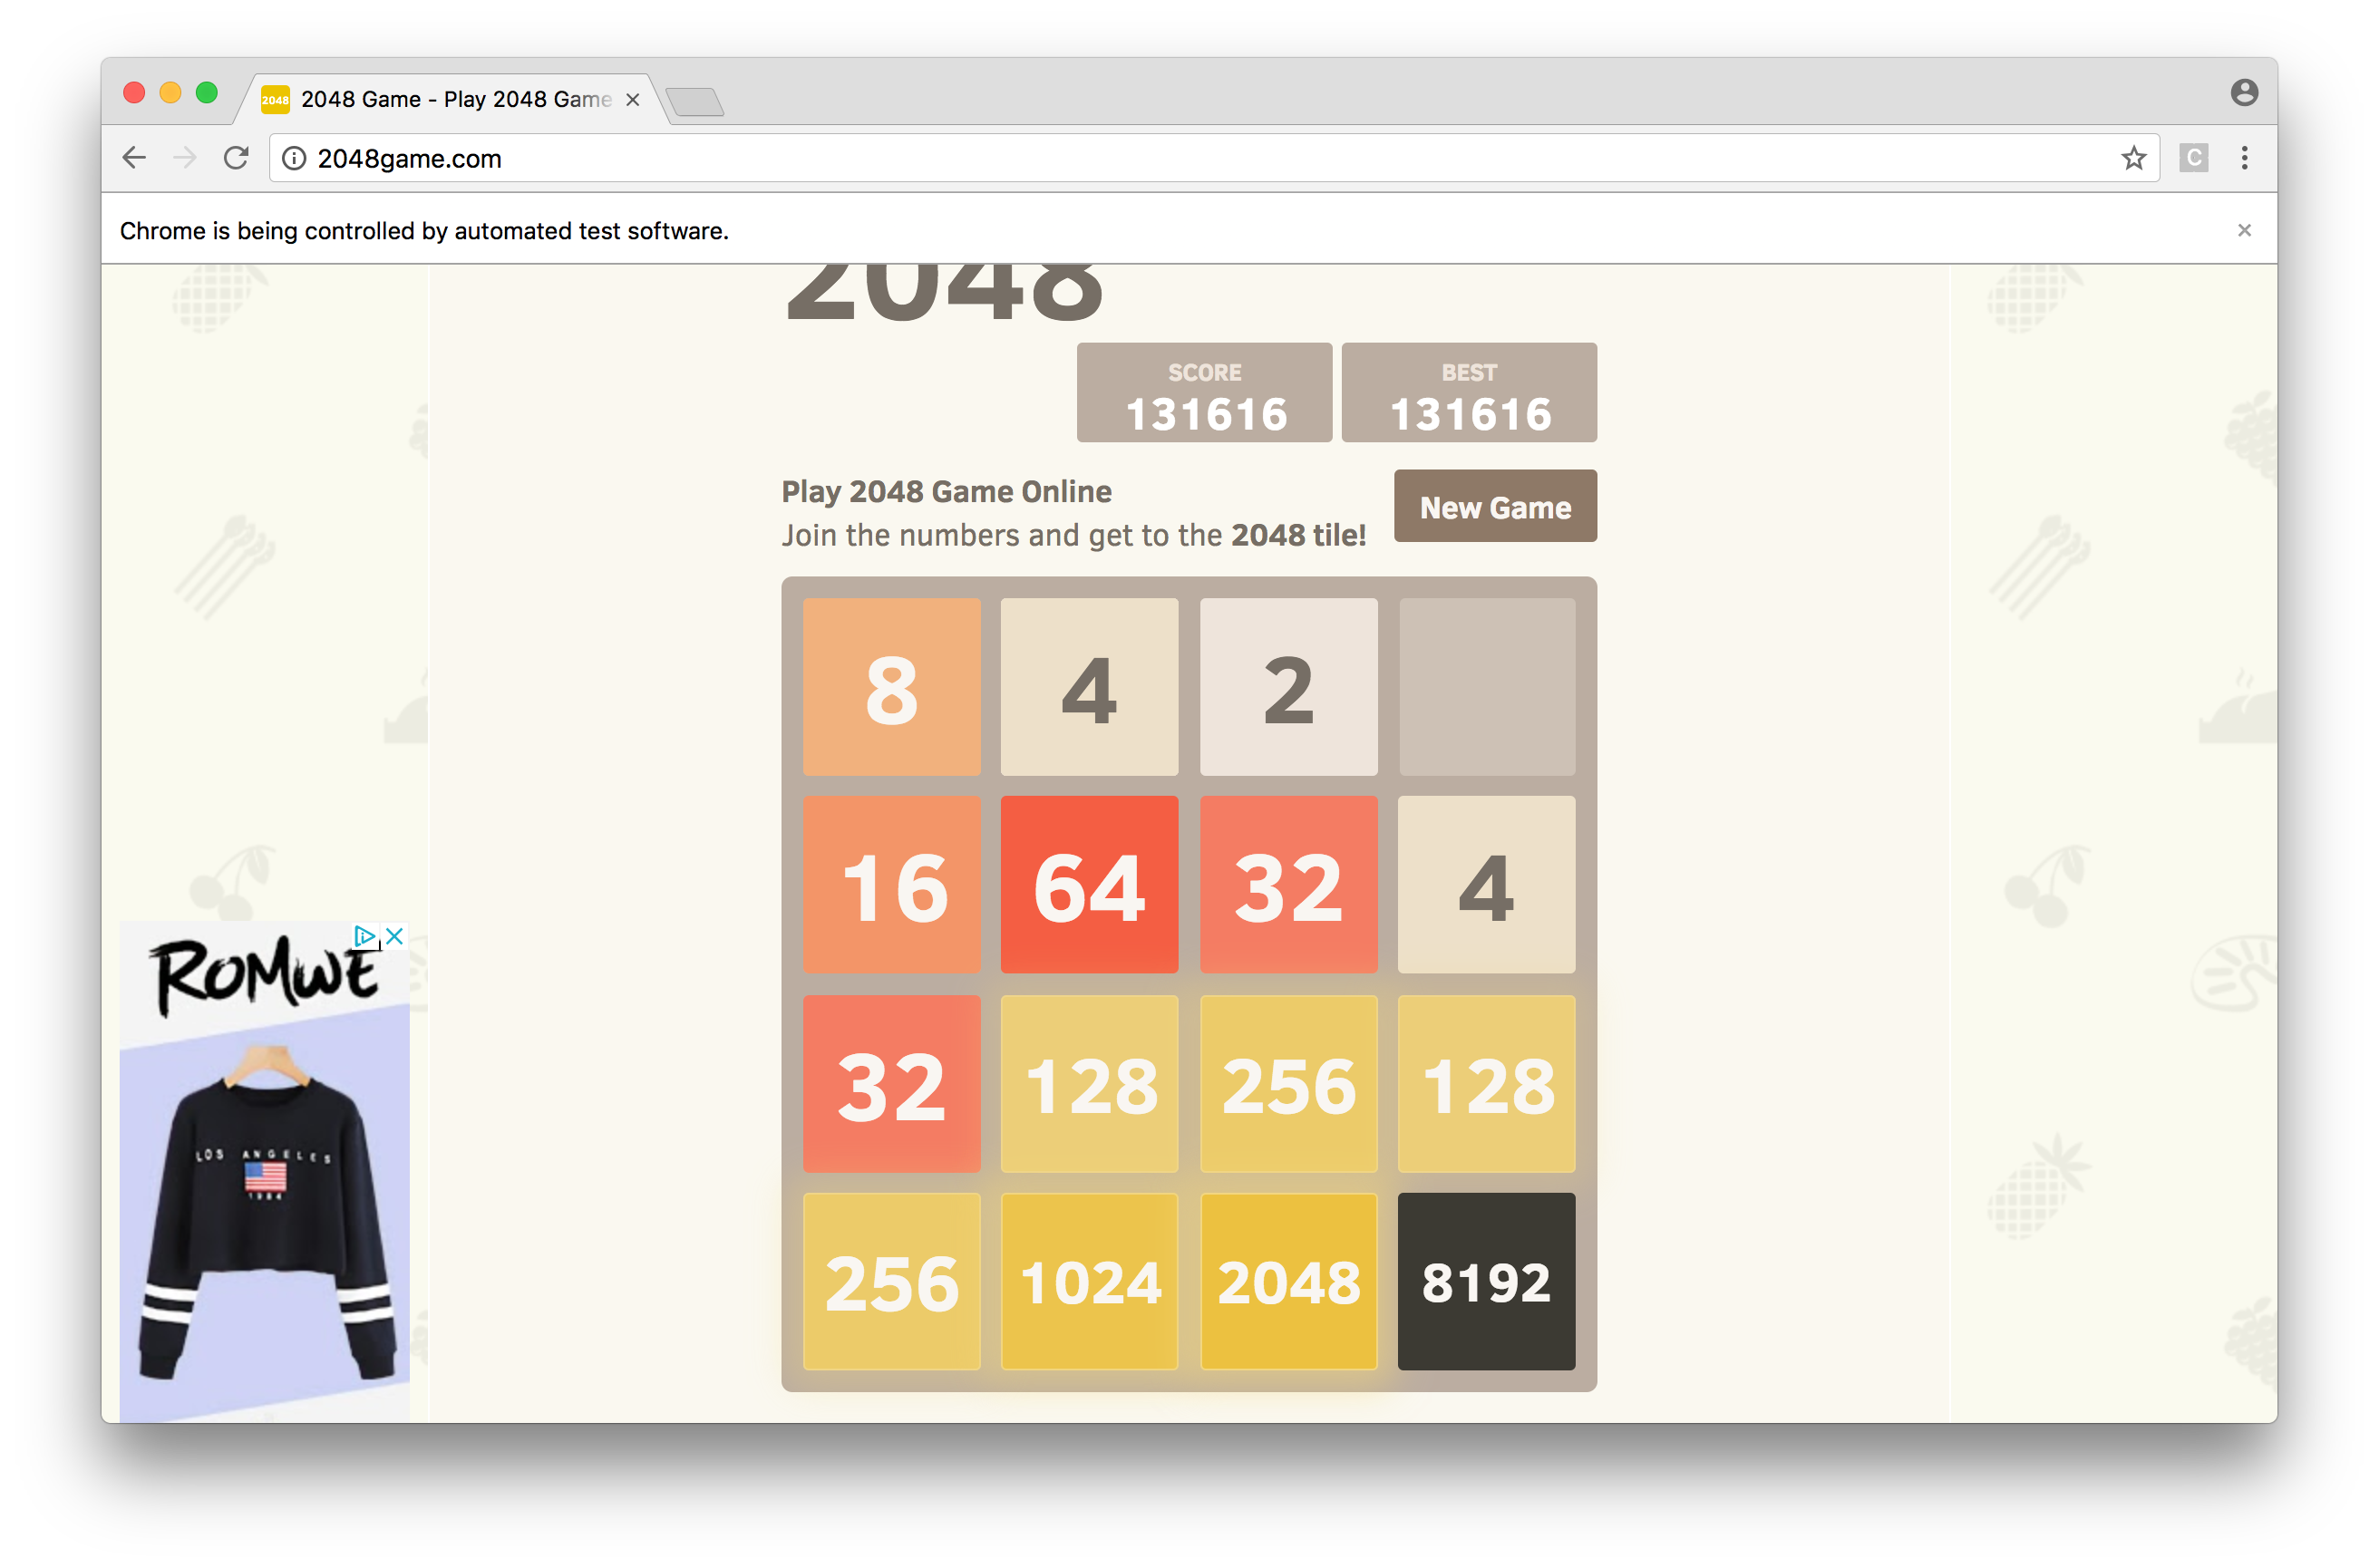 2048 2048 Game - Play 2048 Game
2048game.com
C
Chrome is being controlled by automated test software.
2048
SCORE
131616
BEST
131616
Play 2048 Game Online
Join the numbers and get to the 2048 tile!
New Game
8 4 2
16 64 32 4
32 128 256 128
256 1024 2048 8192
ROMWE
LOS ANGELES
1984